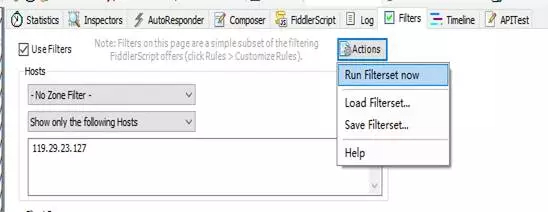 Statistics Inspectors AutoResponder Composer FiddlerScript Log Filters Timeline APITest
Use Filters
Note: Filters on this page are a simple subset of the filtering
FiddlerScript offers (click Rules > Customize Rules).
Actions
Run Filterset now
Load Filterset...
Save Filterset...
Help
Hosts
- No Zone Filter -
Show only the following Hosts
119.29.23.127